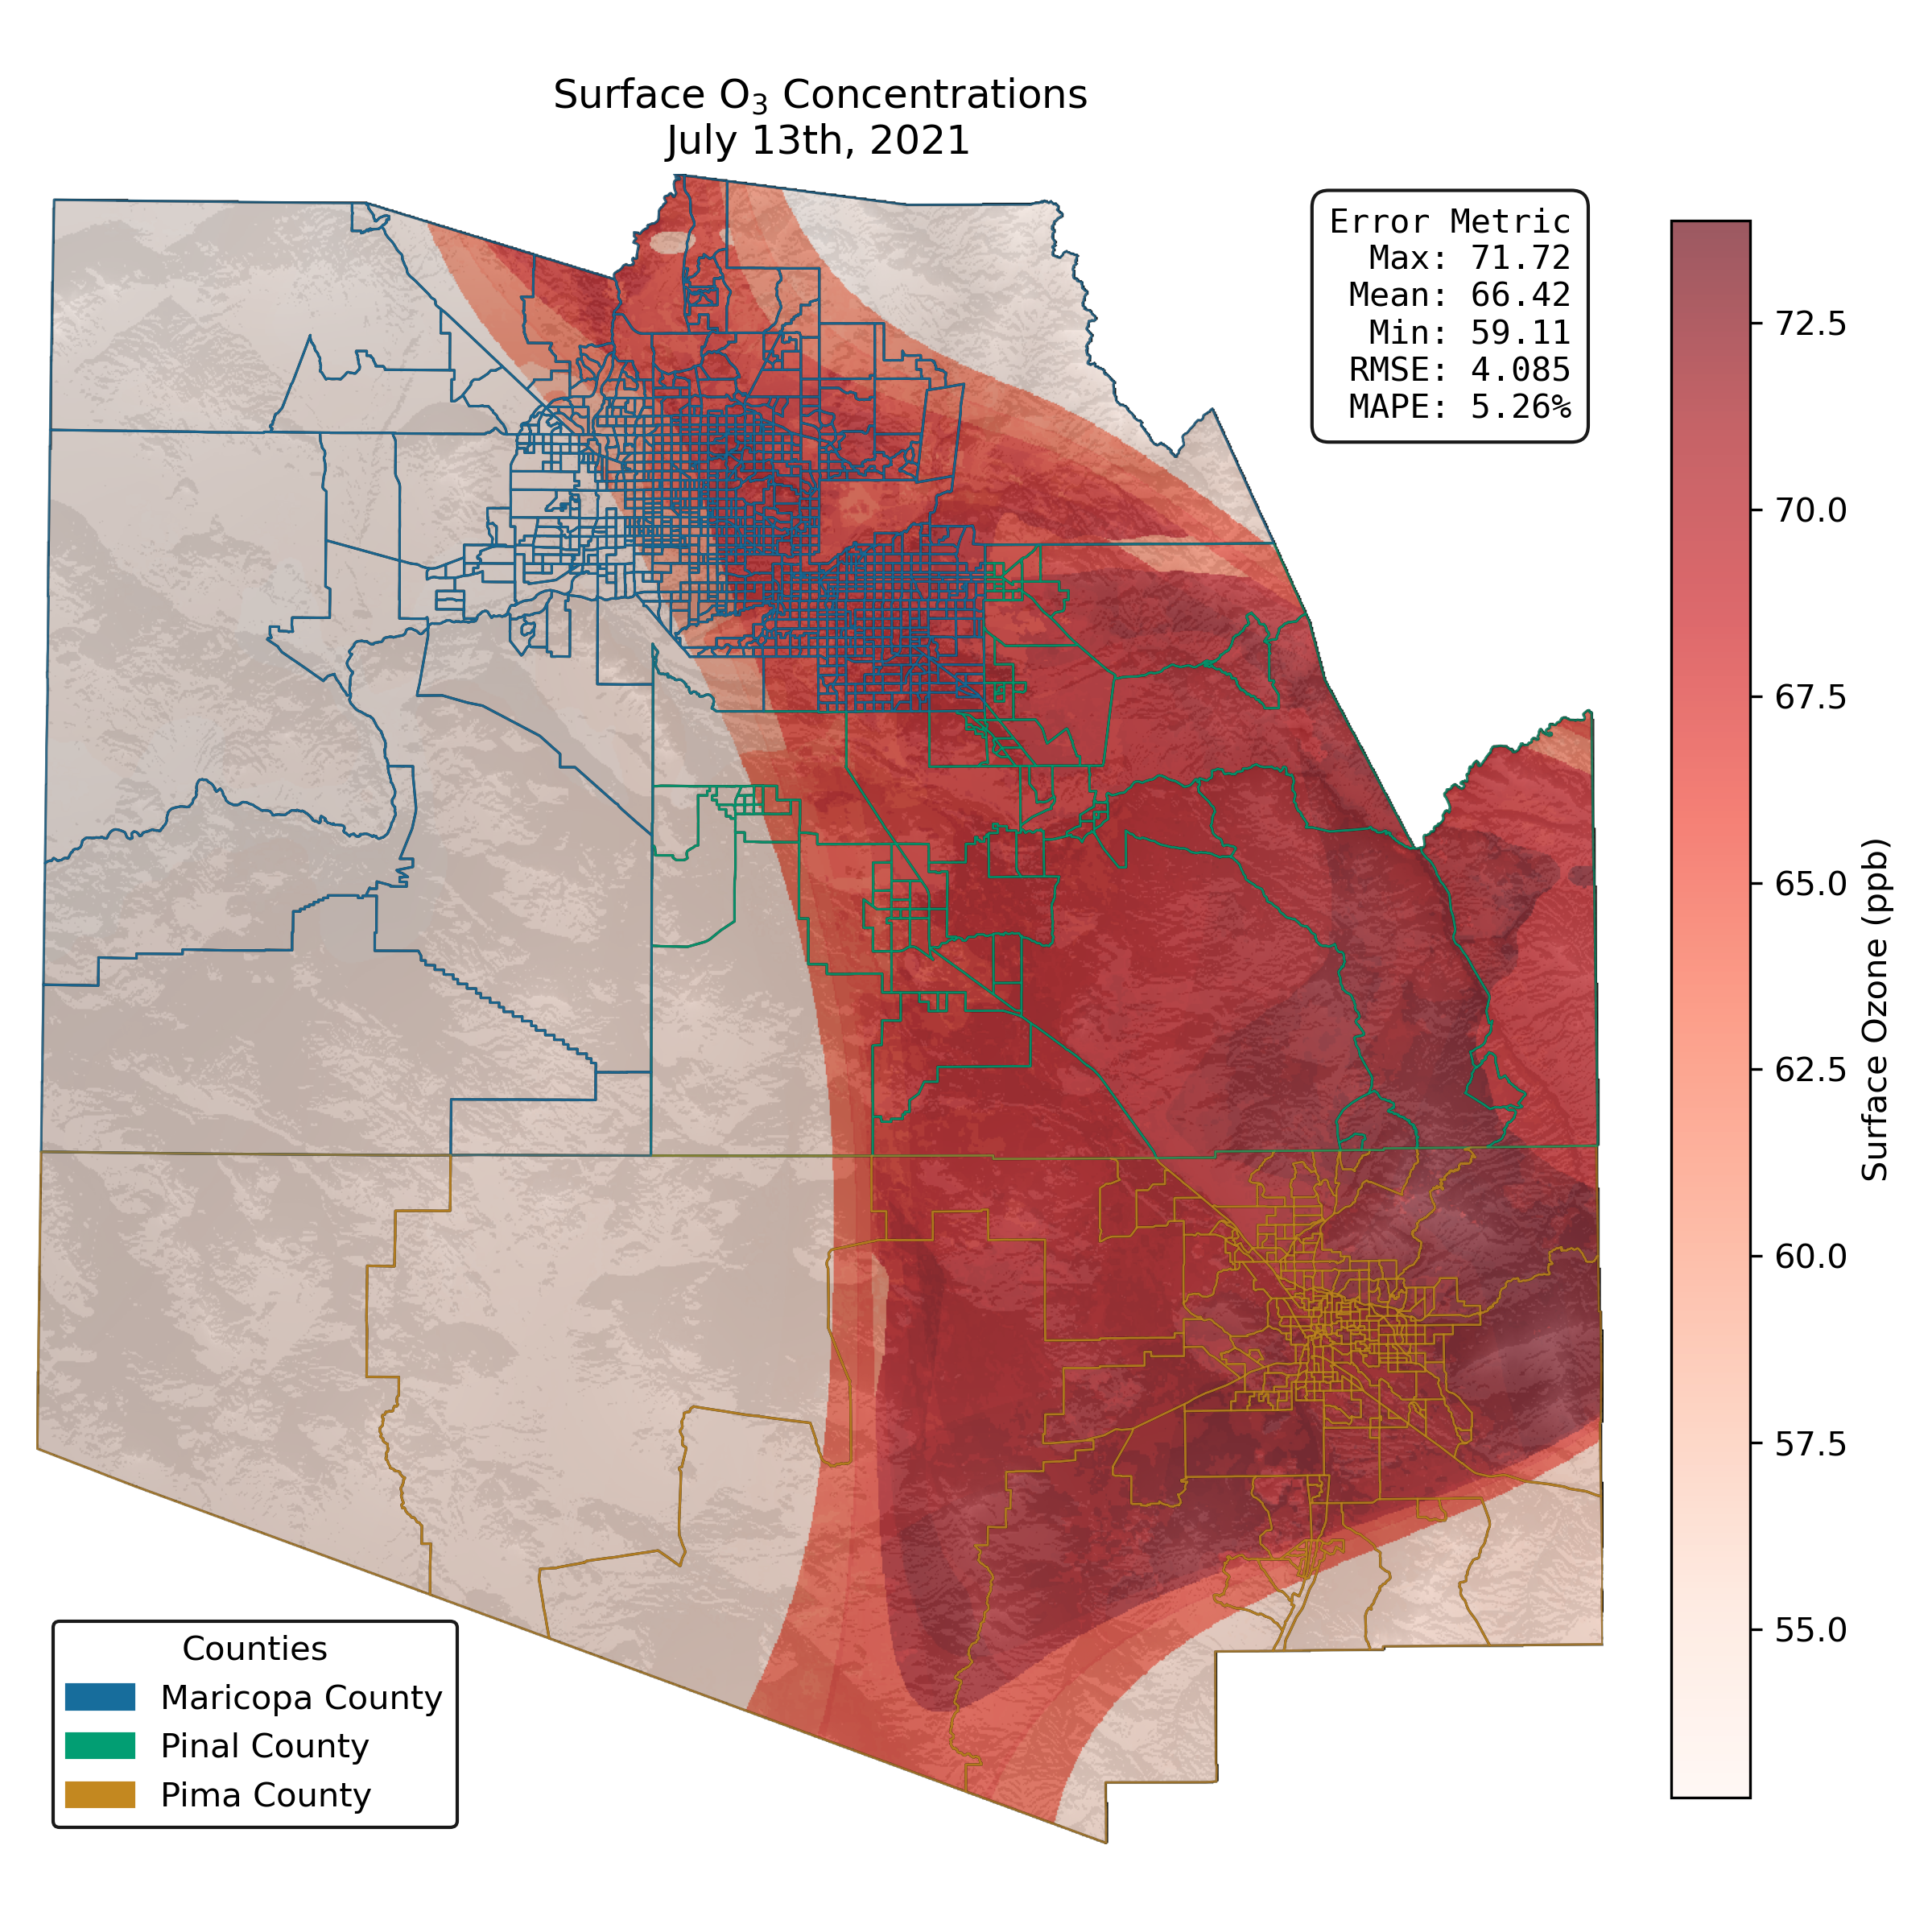 Surface O₃ Concentrations
July 13th, 2021
Error Metric
Max: 71.72
Mean: 66.42
Min: 59.11
RMSE: 4.085
MAPE: 5.26%
72.5
70.0
67.5
65.0
62.5
60.0
57.5
55.0
Surface Ozone (ppb)
Counties
Maricopa County
Pinal County
Pima County